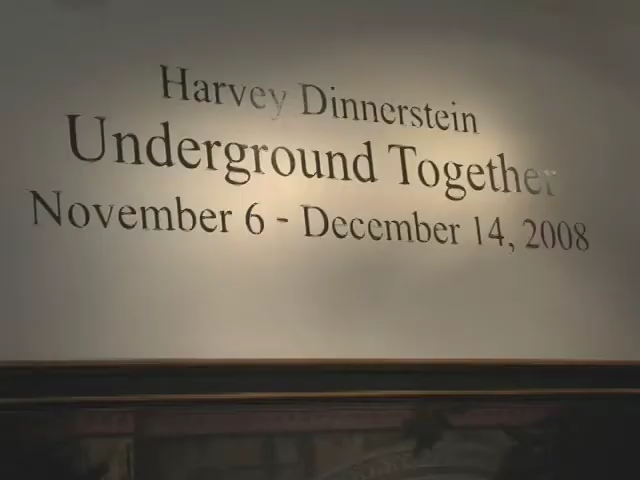 Harvey Dinnerstein
Underground Together
November 6 - December 14, 2008